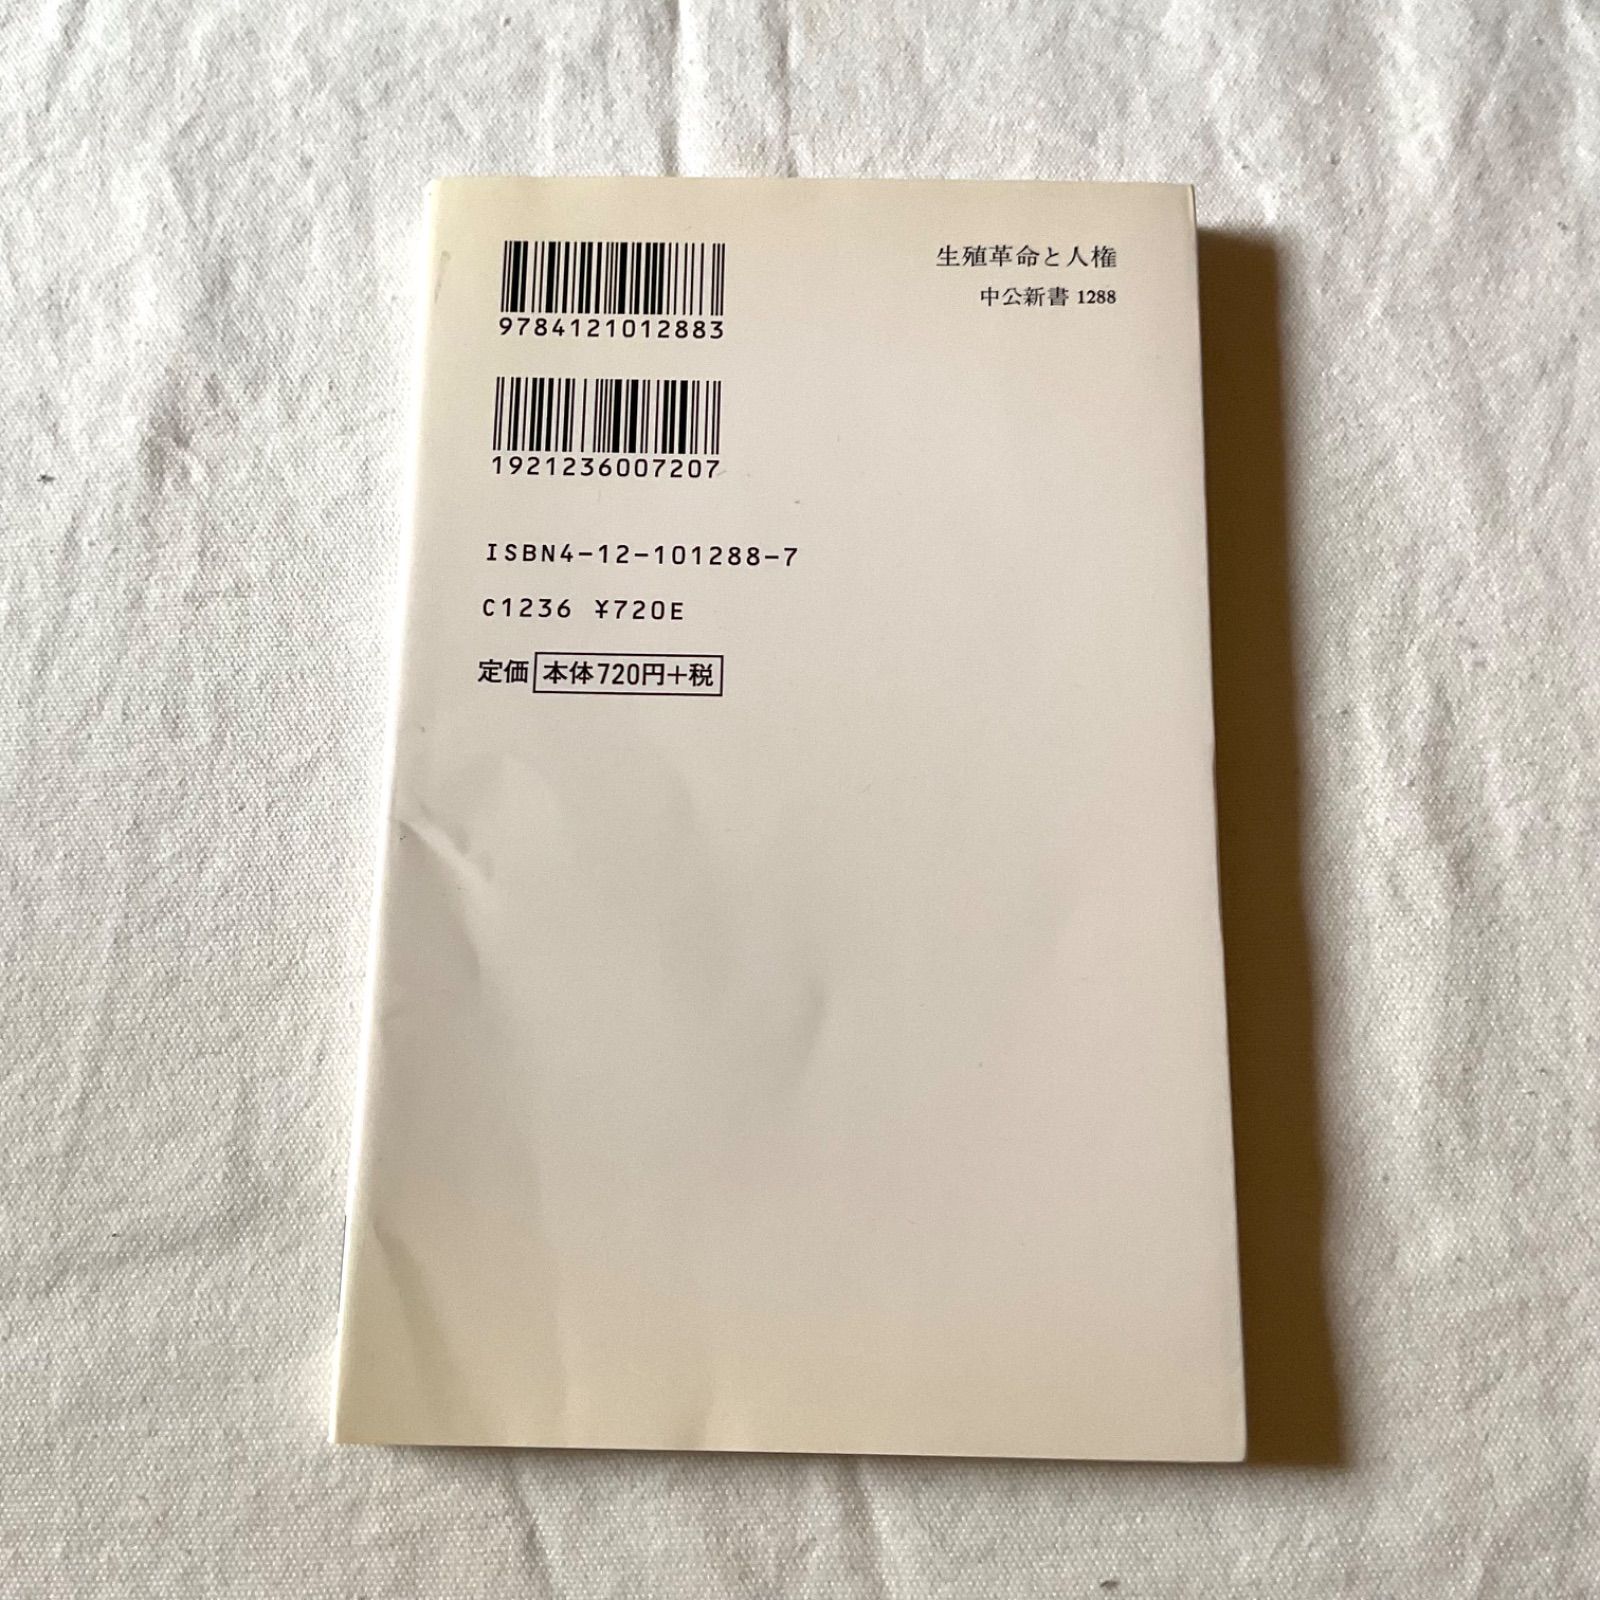 9784121012883
生殖革命と人権
中公新書 1288
1921236007207
ISBN4-12-101288-7
C1236 ¥720E
定価 本体720円+税